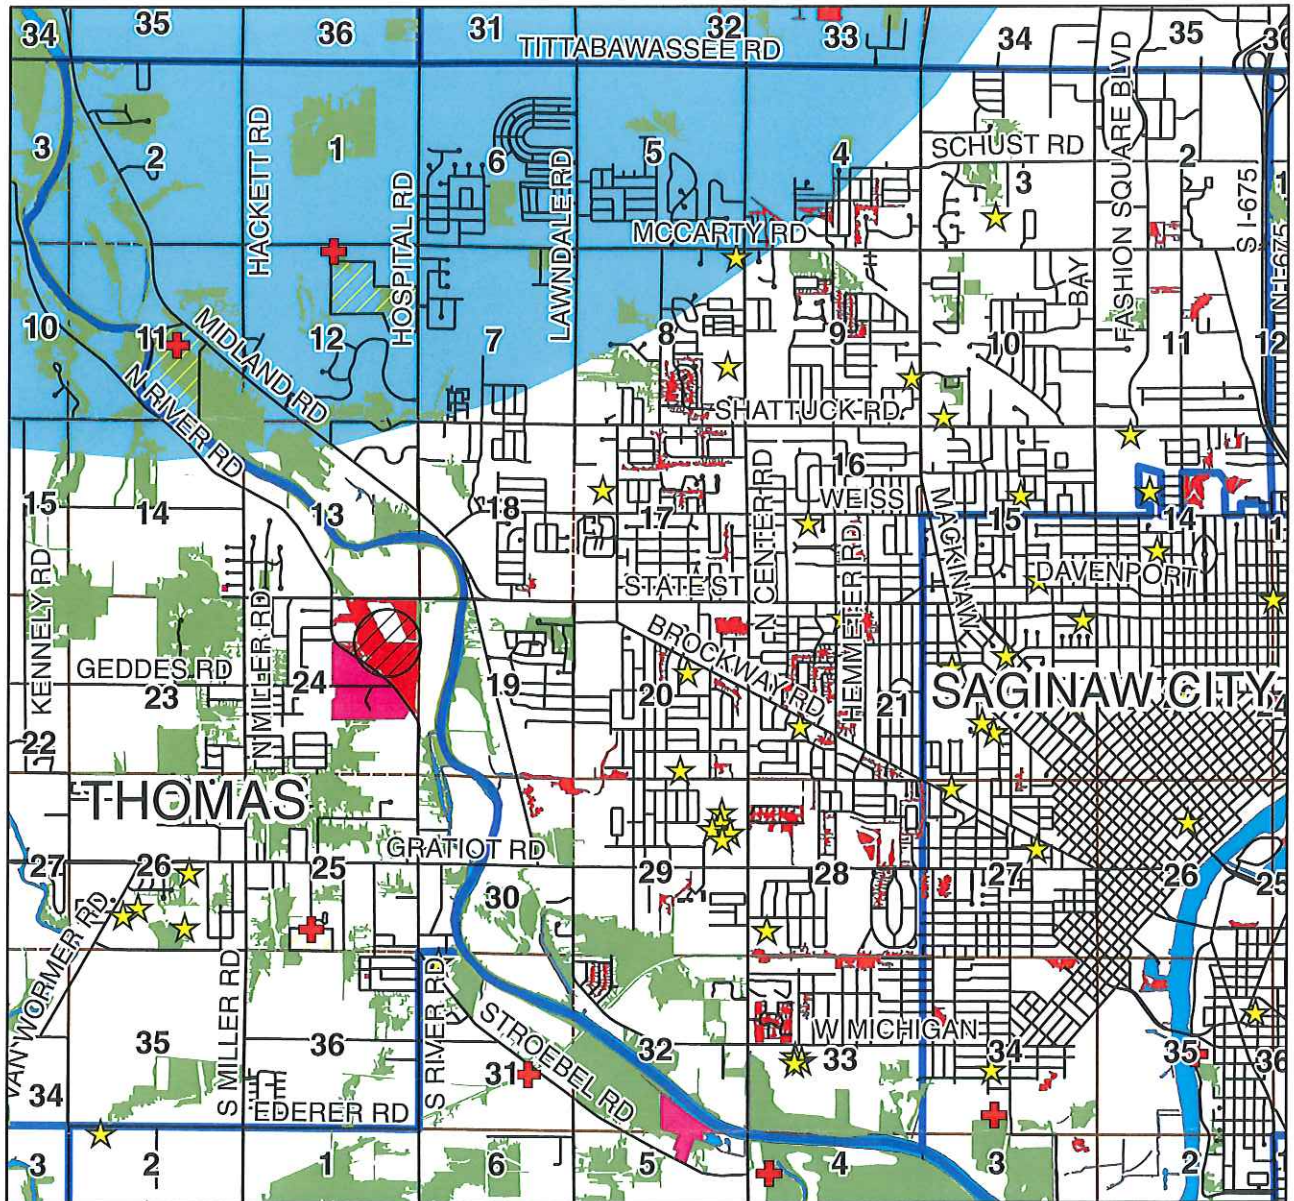 34 35 36 31 32 33 34 35 36
TITTABAWASSEE RD
3 2 1 6 5 4 3 2 1
SCHUST RD
HACKETT RD
HOSPITAL RD
LAWNDALE RD
MCCARTY RD
FASHION SQUARE BLVD
S I-675
N I-675
BAY
10 11 12 7 8 9 10 11 12
MIDLAND RD
N RIVER RD
SHATTUCK RD
15 14 13 18 17 16 15 14
WEISS
N CENTER RD
MACKINAW
KENNELY RD
STATE ST
DAVENPORT
HEMMETER RD
N MILLER RD
BROCKWAY RD
GEDDES RD
22 23 24 19 20 21 24
SAGINAW CITY
THOMAS
GRATIOT RD
27 26 25 30 29 28 27 26 25
VAN WORMER RD
S MILLER RD
S RIVER RD
STROEBEL RD
W MICHIGAN
34 35 36 31 32 33 34 35 36
EDERER RD
3 2 1 6 5 4 3 2